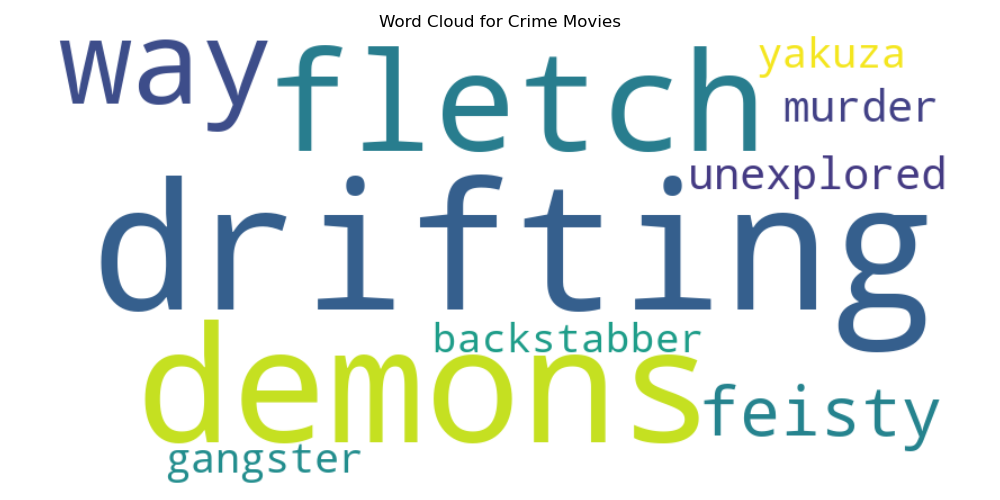 Word Cloud for Crime Movies
way
fletch
yakuza
murder
unexplored
drifting
backstabber
demons
feisty
gangster